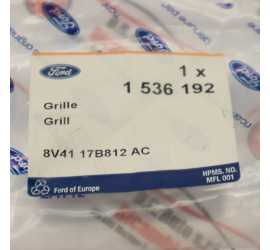 Ford
1 x
1 536 192
Grille
Grill
8V41 17B812 AC
Ford of Europe
HPMS. NO.
MFL 001